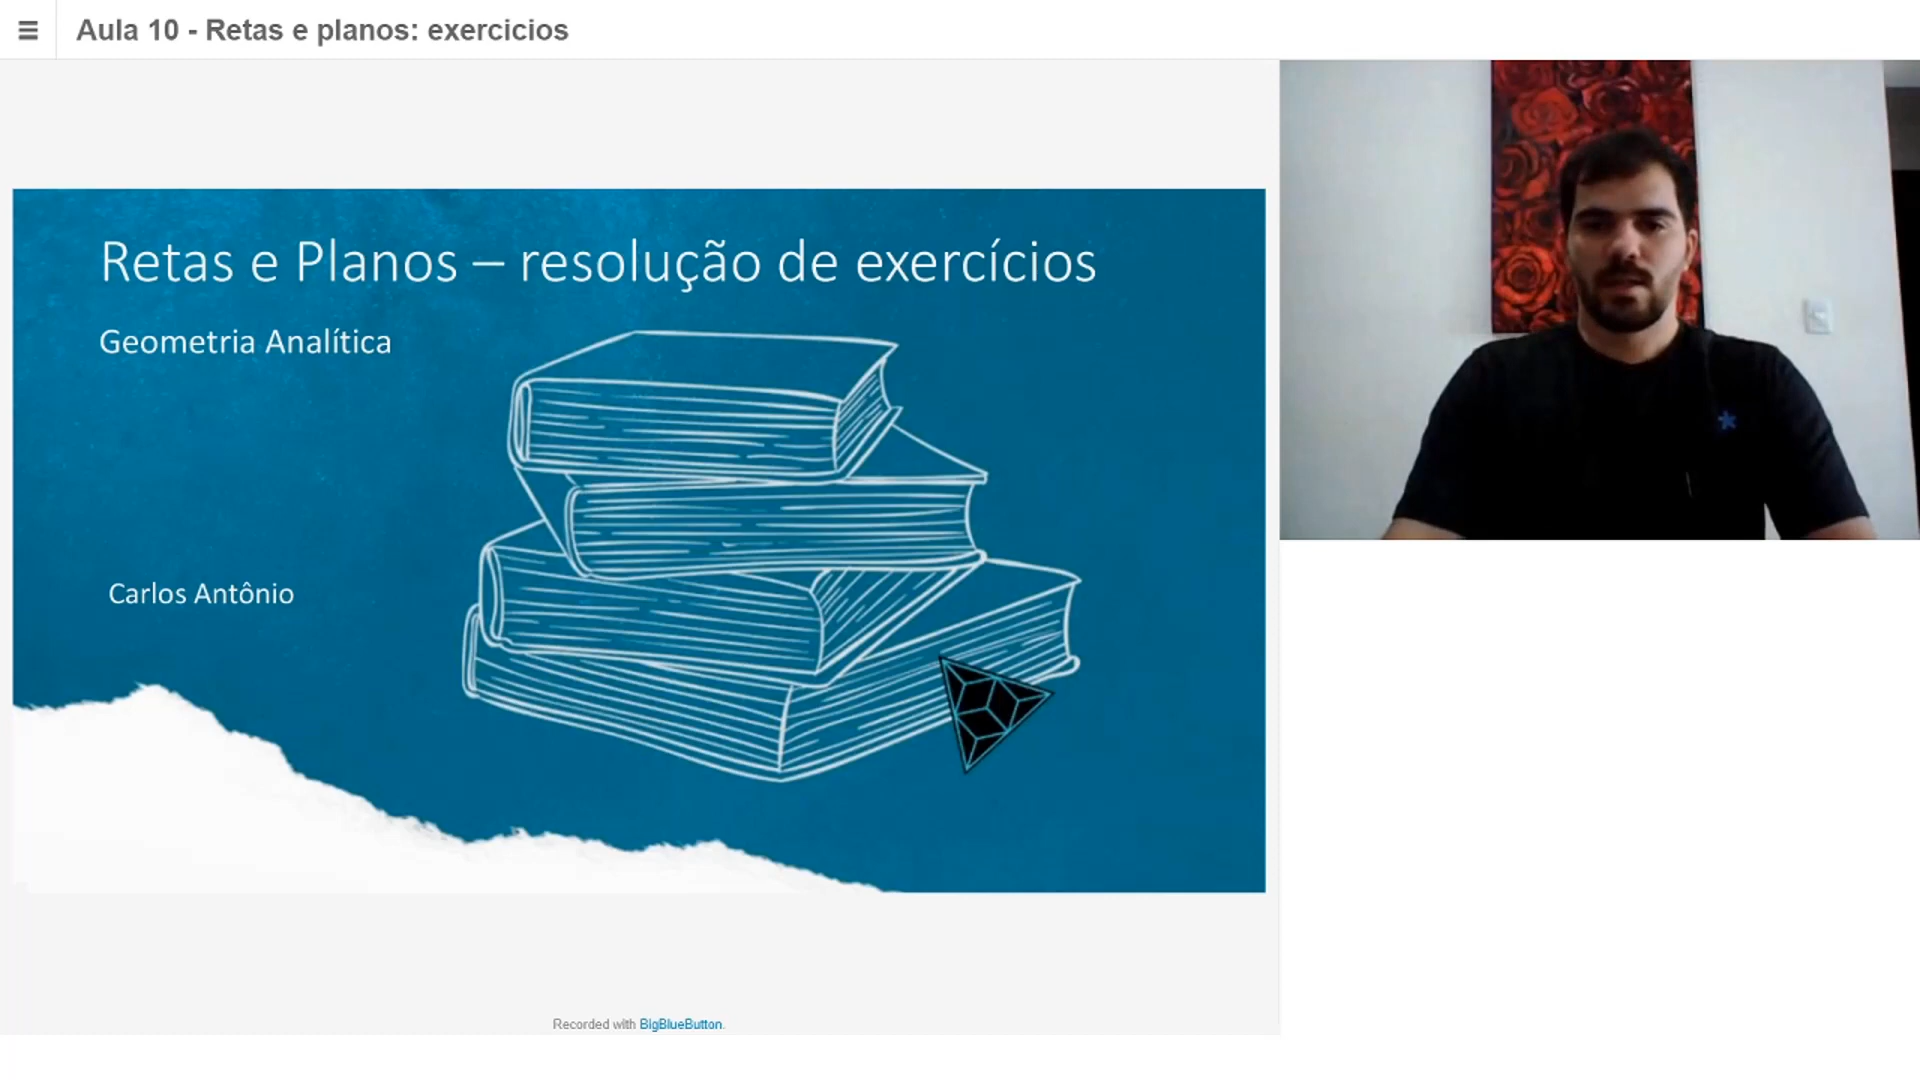 Aula 10 - Retas e planos: exercicios
Retas e Planos – resolução de exercícios
Geometria Analítica
Carlos Antônio
Recorded with BigBlueButton.